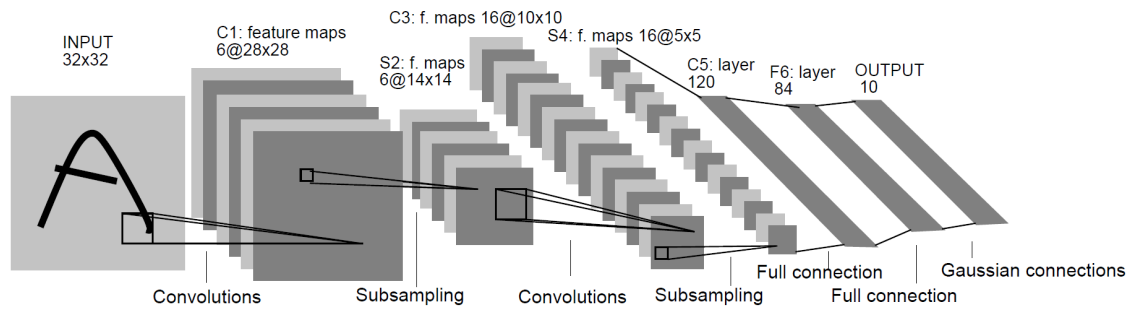 INPUT
32x32
C1: feature maps
6@28x28
S2: f. maps
6@14x14
C3: f. maps 16@10x10
S4: f. maps 16@5x5
C5: layer
120
F6: layer
84
OUTPUT
10
Convolutions
Subsampling
Convolutions
Subsampling
Full connection
Full connection
Gaussian connections